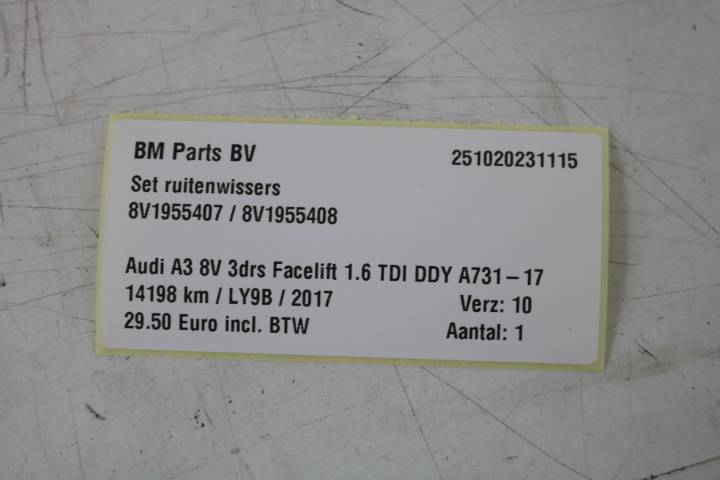 BM Parts BV 251020231115
Set ruitenwissers
8V1955407 / 8V1955408
Audi A3 8V 3drs Facelift 1.6 TDI DDY A731-17
14198 km / LY9B / 2017 Verz: 10
29.50 Euro incl. BTW Aantal: 1